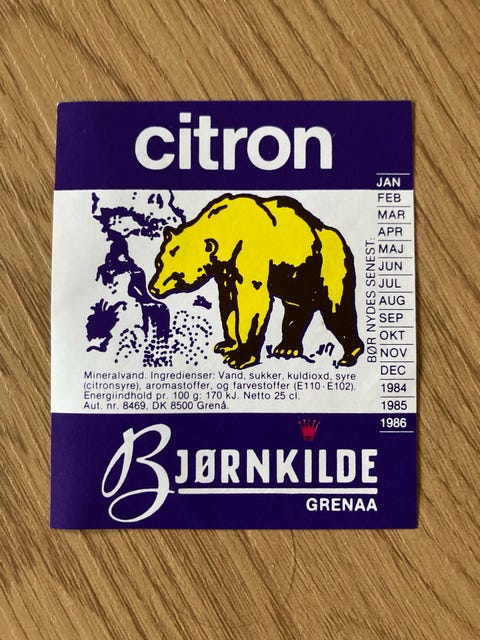 citron
BØR NYDES SENEST:
JAN
FEB
MAR
APR
MAJ
JUN
JUL
AUG
SEP
OKT
NOV
DEC
1984
1985
1986
Mineralvand. Ingredienser: Vand, sukker, kuldioxd, syre
(citronsyre), aromastoffer, og farvestoffer (E110-E102).
Energiindhold pr. 100 g: 170 kJ. Netto 25 cl.
Aut. nr. 8469, DK 8500 Grenå.
BJØRNKILDE
GRENAA